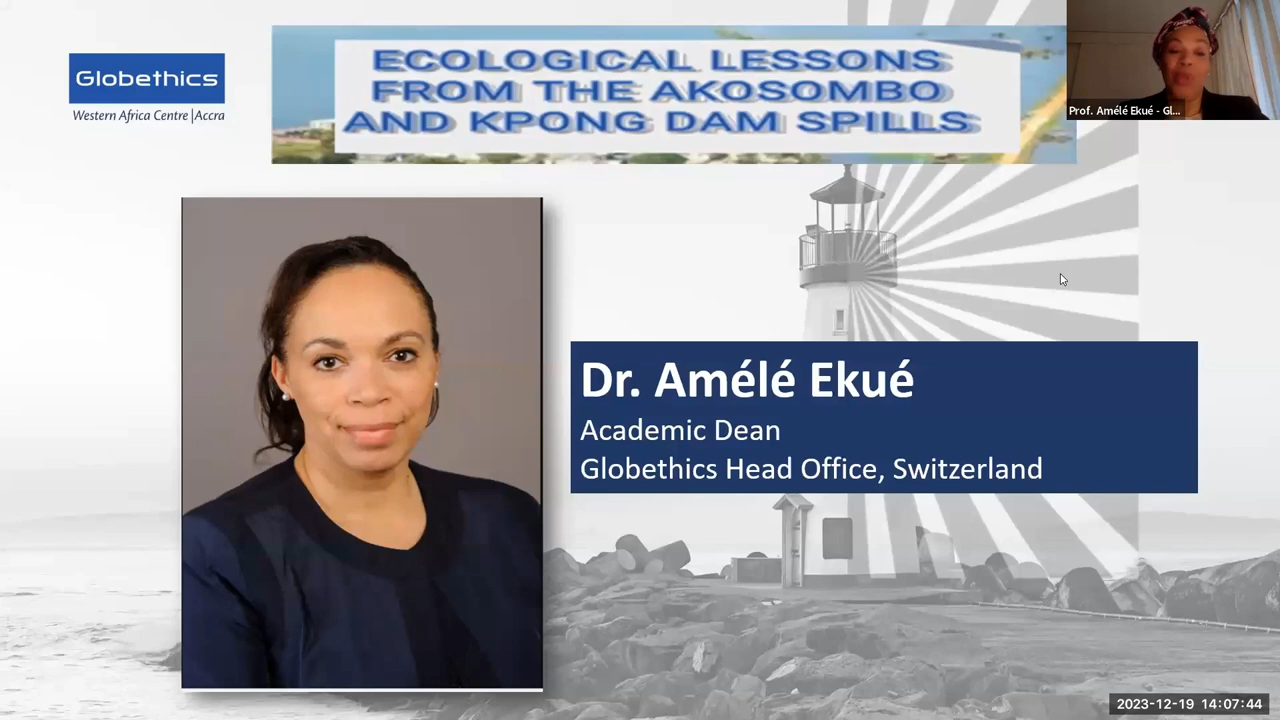 Globethics
Western Africa Centre|Accra
ECOLOGICAL LESSONS
FROM THE AKOSOMBO
AND KPONG DAM SPILLS
Prof. Amélé Ekué - Gl...
Dr. Amélé Ekué
Academic Dean
Globethics Head Office, Switzerland
2023-12-19 14:07:44